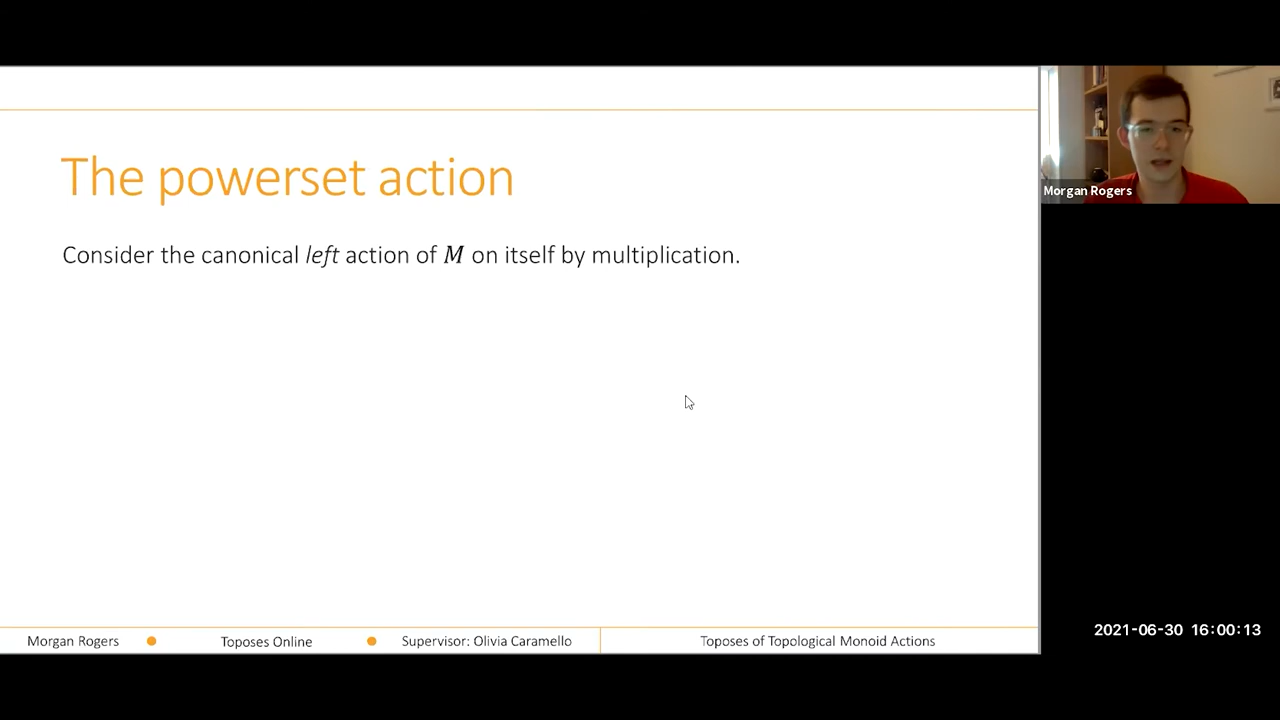 The powerset action
Morgan Rogers
Consider the canonical left action of M on itself by multiplication.
2021-06-30 16:00:13
Morgan Rogers
Toposes Online
Supervisor: Olivia Caramello
Toposes of Topological Monoid Actions